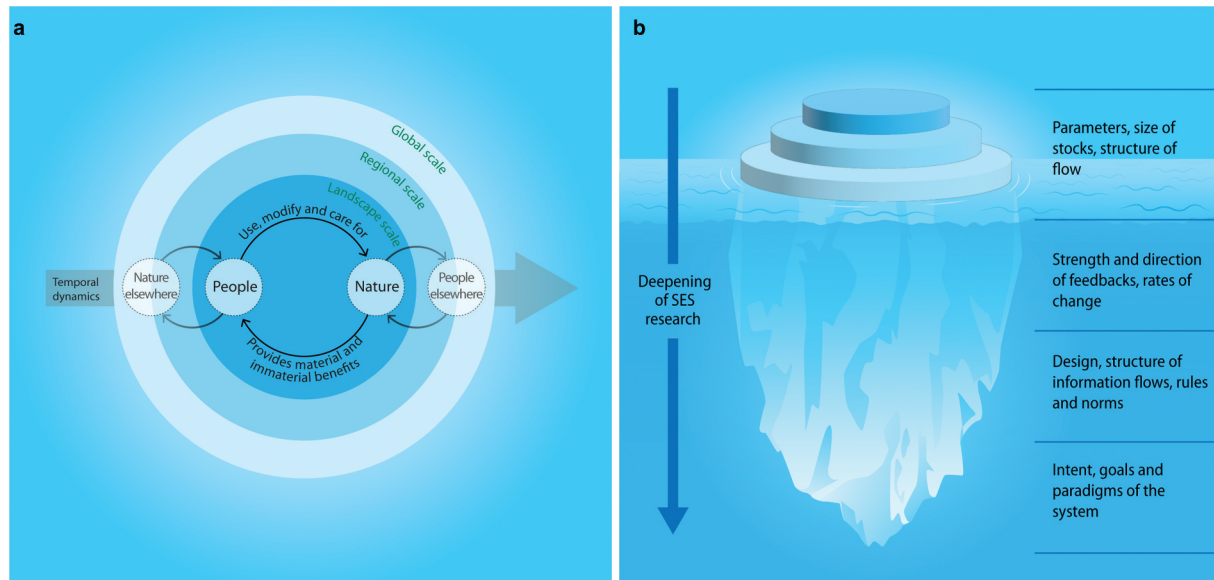 a
Global scale
Regional scale
Landscape scale
Use, modify and care for
Temporal
dynamics
Nature
elsewhere
People
Nature
People
elsewhere
Provides material and
immaterial benefits
b
Deepening
of SES
research
Parameters, size of
stocks, structure of
flow
Strength and direction
of feedbacks, rates of
change
Design, structure of
information flows, rules
and norms
Intent, goals and
paradigms of the
system